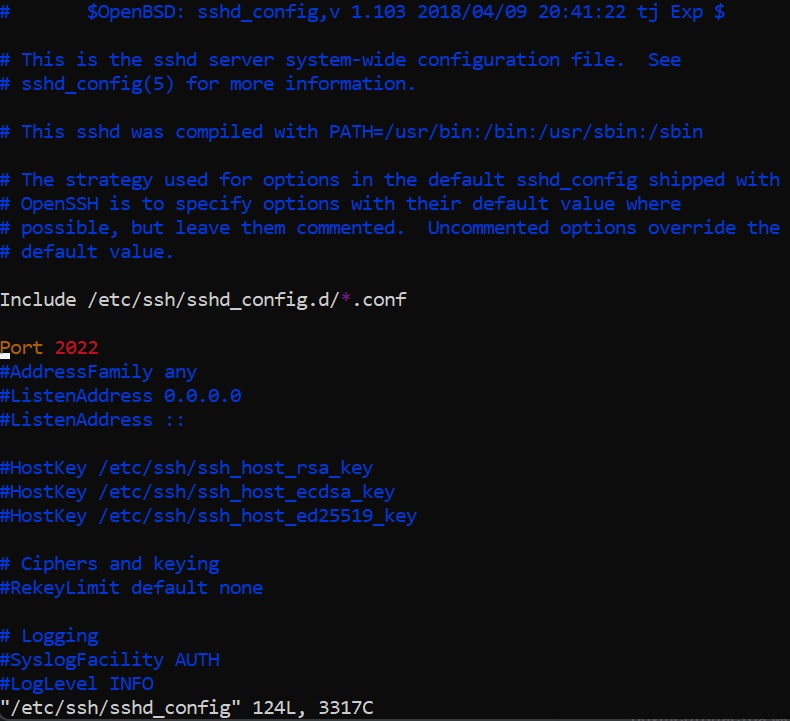 #       $OpenBSD: sshd_config,v 1.103 2018/04/09 20:41:22 tj Exp $
# This is the sshd server system-wide configuration file.  See
# sshd_config(5) for more information.
# This sshd was compiled with PATH=/usr/bin:/bin:/usr/sbin:/sbin
# The strategy used for options in the default sshd_config shipped with
# OpenSSH is to specify options with their default value where
# possible, but leave them commented.  Uncommented options override the
# default value.
Include /etc/ssh/sshd_config.d/*.conf
Port 2022
#AddressFamily any
#ListenAddress 0.0.0.0
#ListenAddress ::
#HostKey /etc/ssh/ssh_host_rsa_key
#HostKey /etc/ssh/ssh_host_ecdsa_key
#HostKey /etc/ssh/ssh_host_ed25519_key
# Ciphers and keying
#RekeyLimit default none
# Logging
#SyslogFacility AUTH
#LogLevel INFO
"/etc/ssh/sshd_config" 124L, 3317C